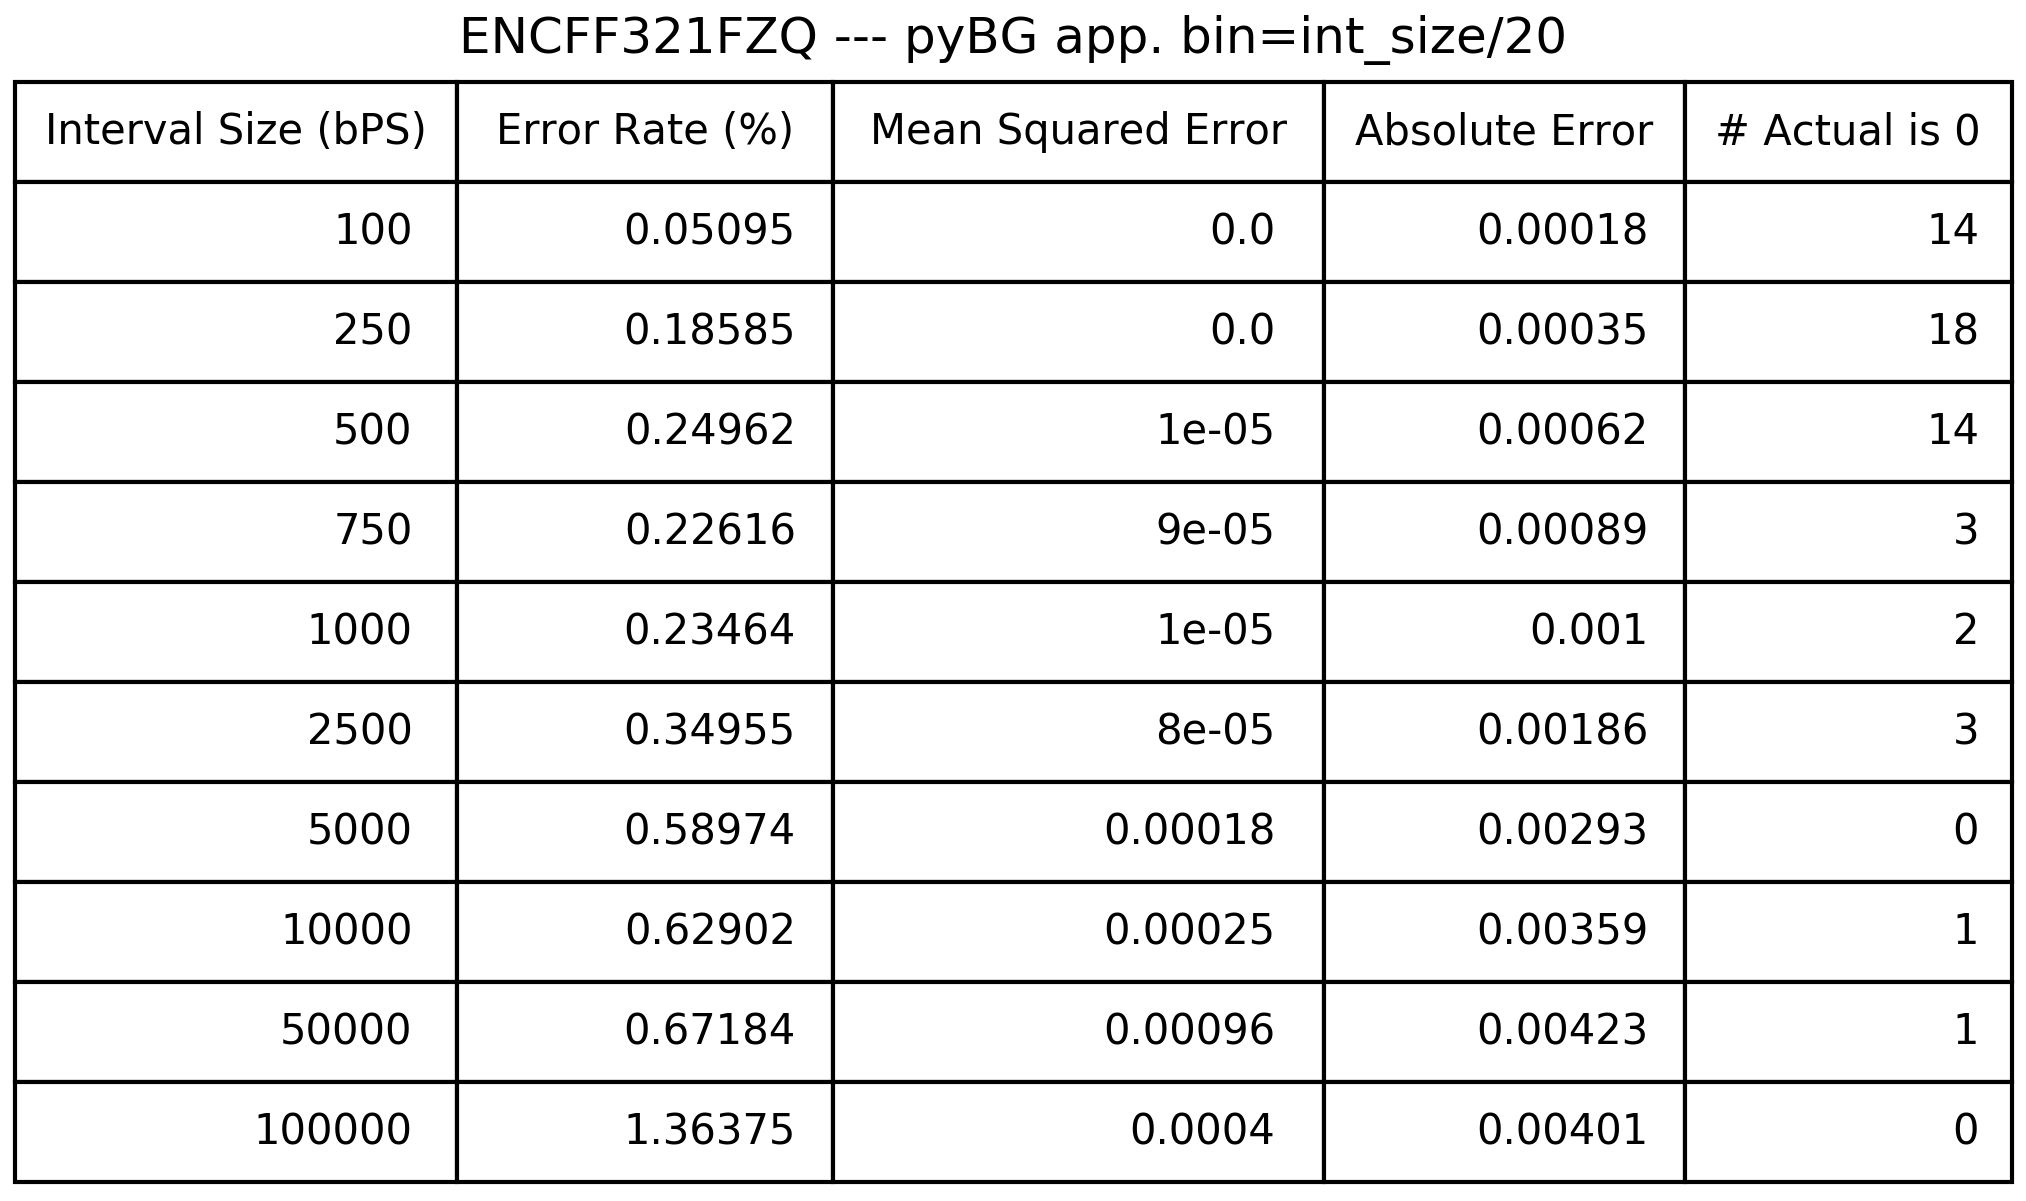 ENCFF321FZQ --- pyBG app. bin=int_size/20
Interval Size (bPS) Error Rate (%) Mean Squared Error Absolute Error # Actual is 0
100 0.05095 0.0 0.00018 14
250 0.18585 0.0 0.00035 18
500 0.24962 1e-05 0.00062 14
750 0.22616 9e-05 0.00089 3
1000 0.23464 1e-05 0.001 2
2500 0.34955 8e-05 0.00186 3
5000 0.58974 0.00018 0.00293 0
10000 0.62902 0.00025 0.00359 1
50000 0.67184 0.00096 0.00423 1
100000 1.36375 0.0004 0.00401 0